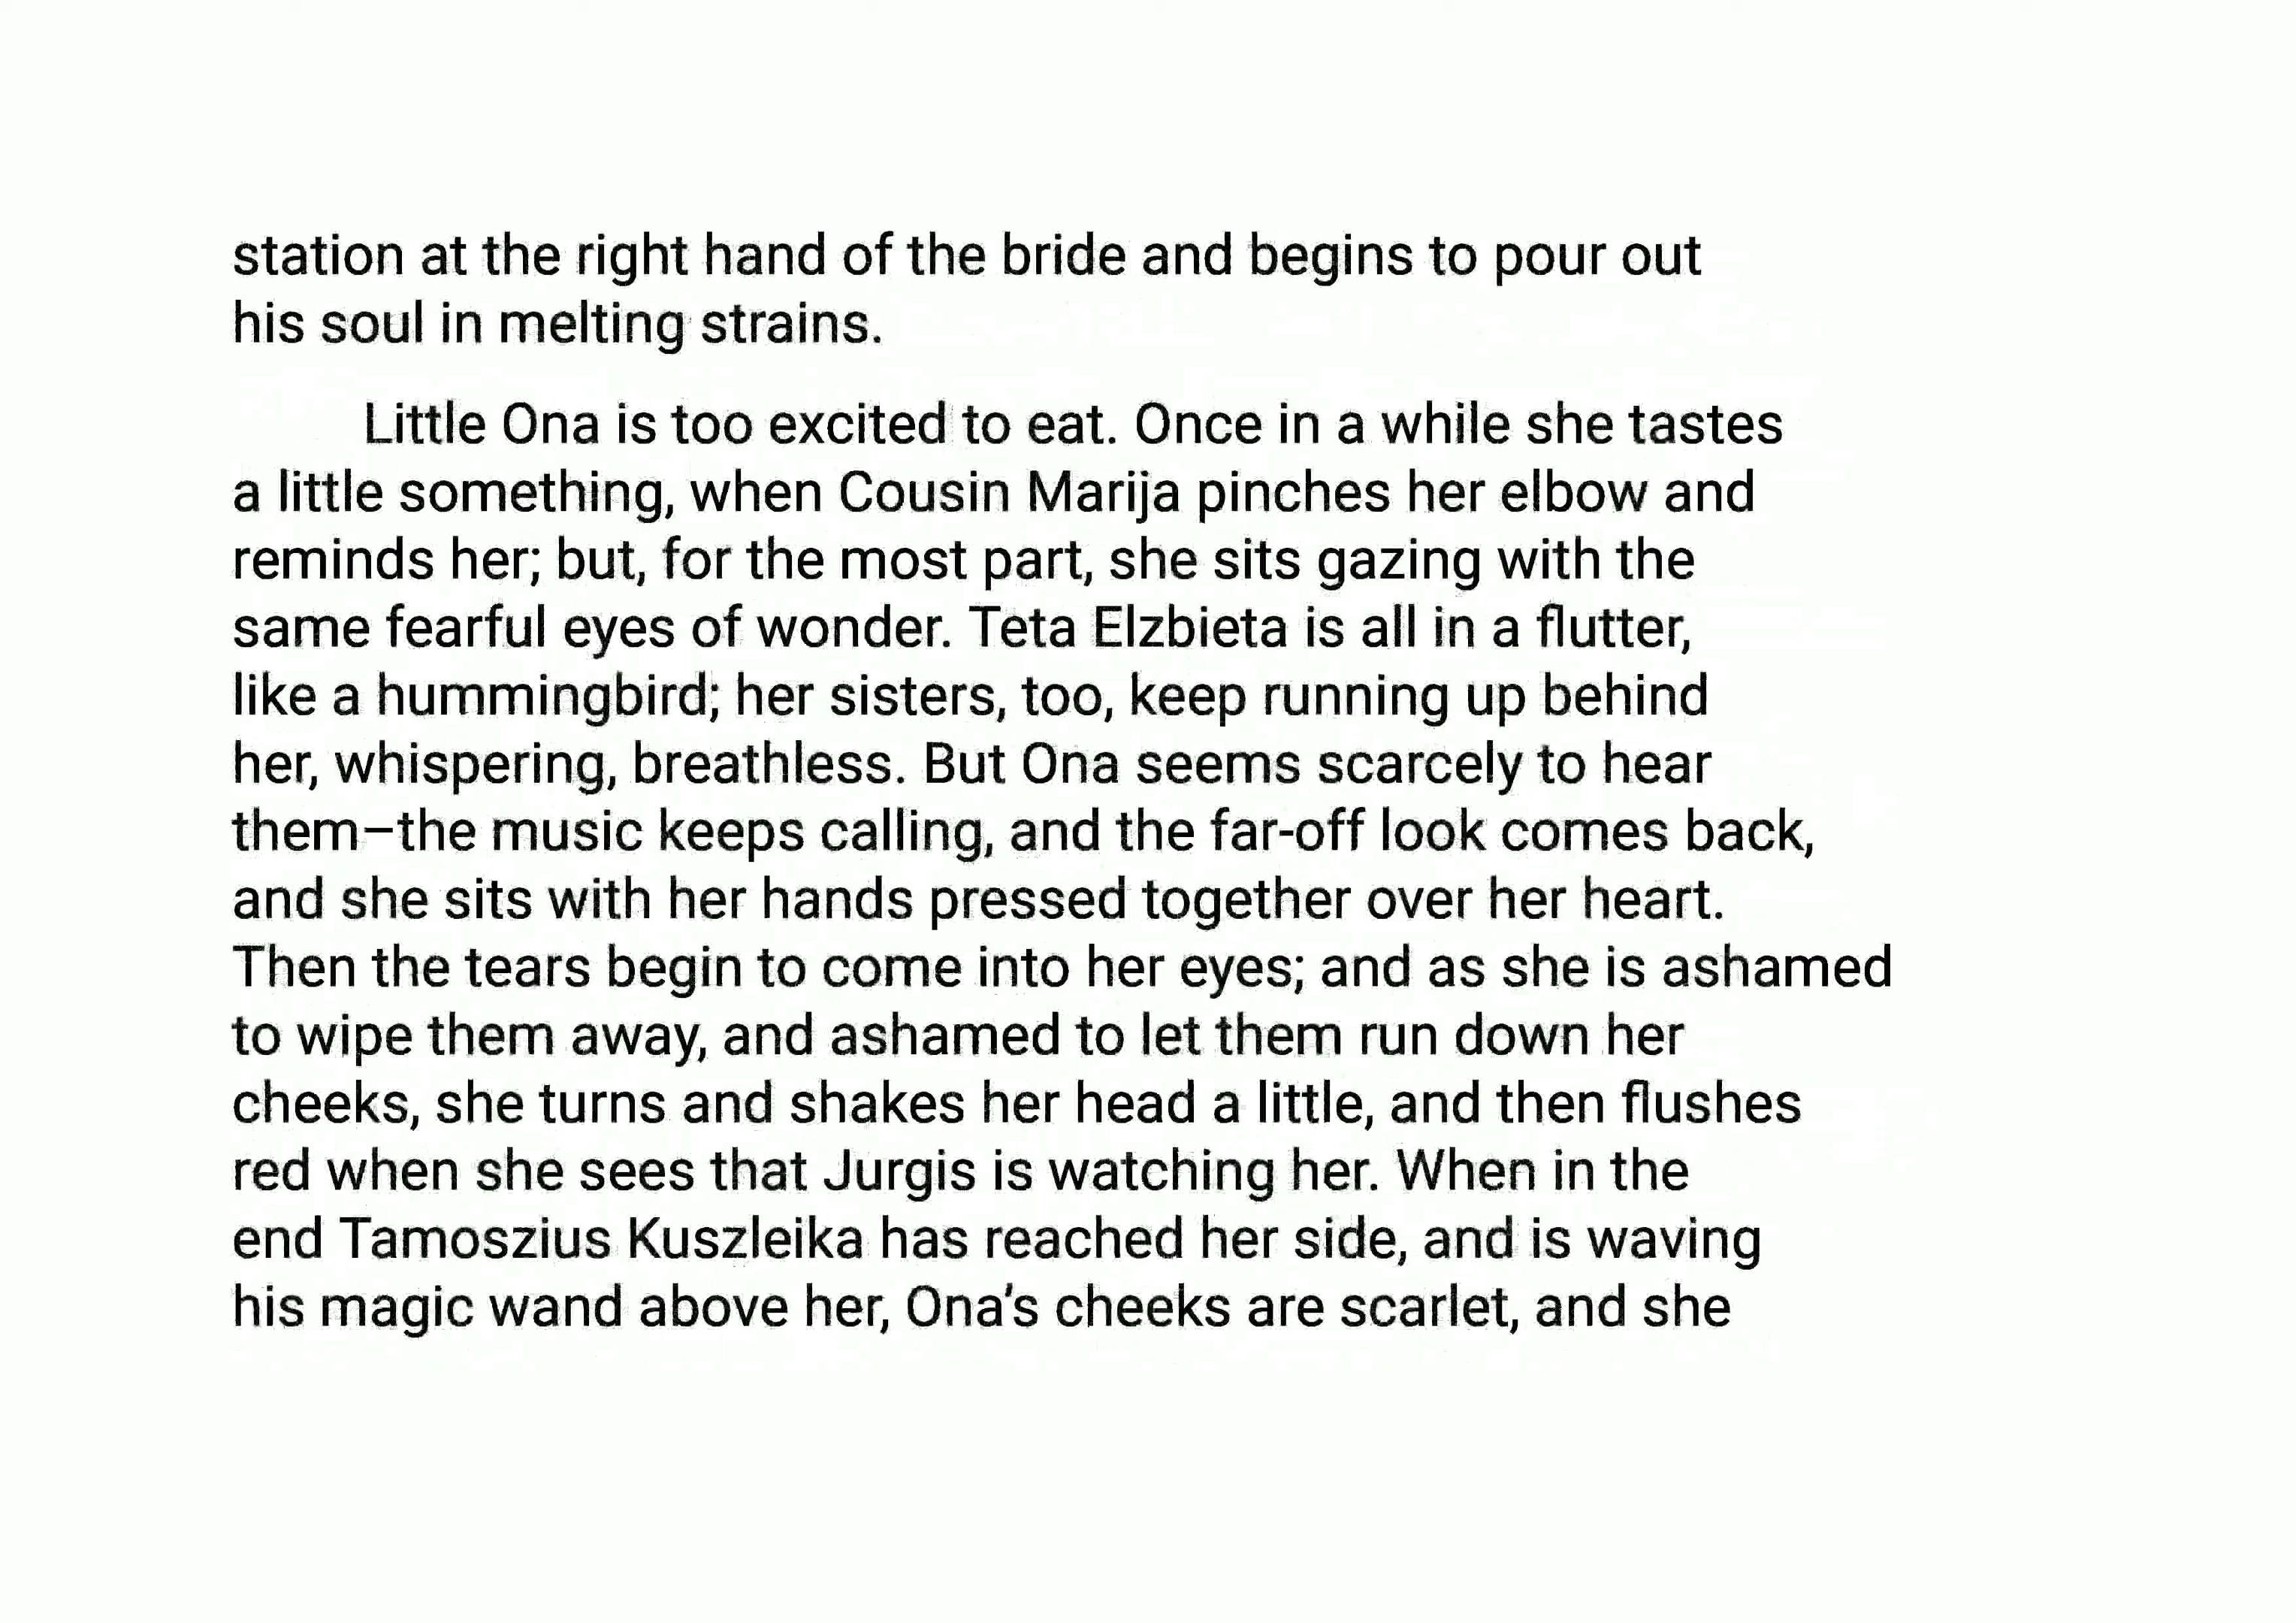 station at the right hand of the bride and begins to pour out
his soul in melting strains.
Little Ona is too excited to eat. Once in a while she tastes
a little something, when Cousin Marija pinches her elbow and
reminds her; but, for the most part, she sits gazing with the
same fearful eyes of wonder. Teta Elzbieta is all in a flutter,
like a hummingbird; her sisters, too, keep running up behind
her, whispering, breathless. But Ona seems scarcely to hear
them–the music keeps calling, and the far-off look comes back,
and she sits with her hands pressed together over her heart.
Then the tears begin to come into her eyes; and as she is ashamed
to wipe them away, and ashamed to let them run down her
cheeks, she turns and shakes her head a little, and then flushes
red when she sees that Jurgis is watching her. When in the
end Tamoszius Kuszleika has reached her side, and is waving
his magic wand above her, Ona's cheeks are scarlet, and she